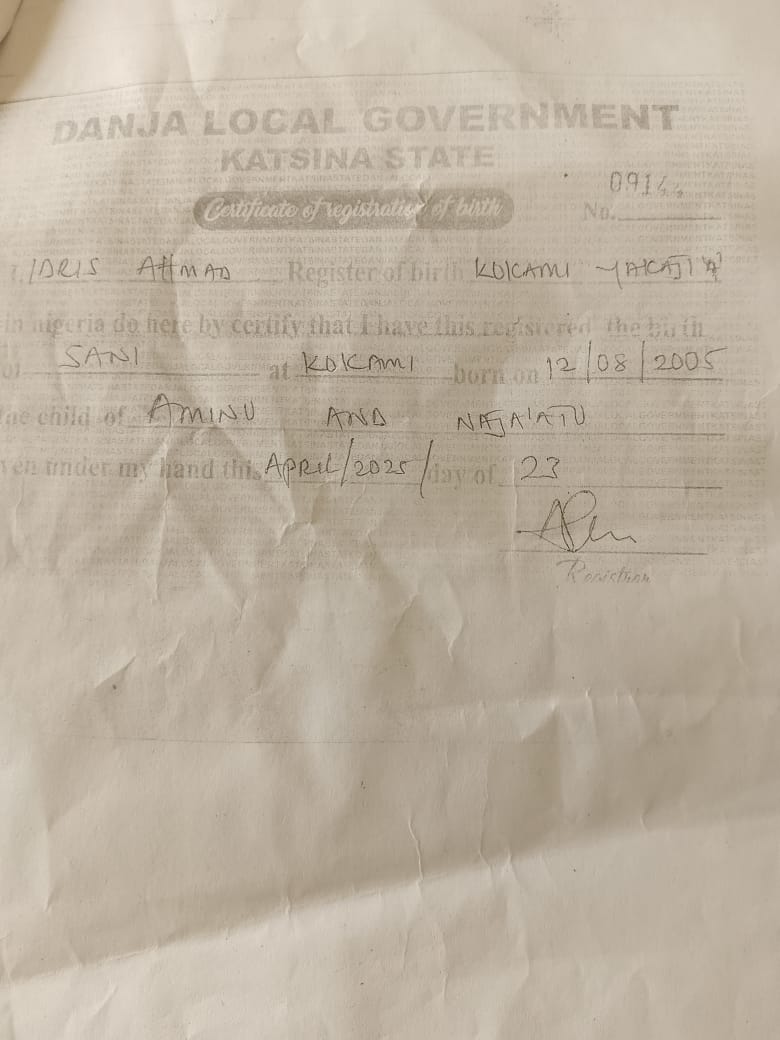 DANJA LOCAL GOVERNMENT
KATSINA STATE
Certificate of registration of birth
No. 0914
I, IDRIS AHMAD Register of birth KOKAMI
in nigeria do here by certify that I have this registered the birth
of SANI at KOKAMI born on 12/08/2005
the child of AMINU AND NAJA'ATU
ven under my hand this APRIL/2025/ day of 23
Registrar